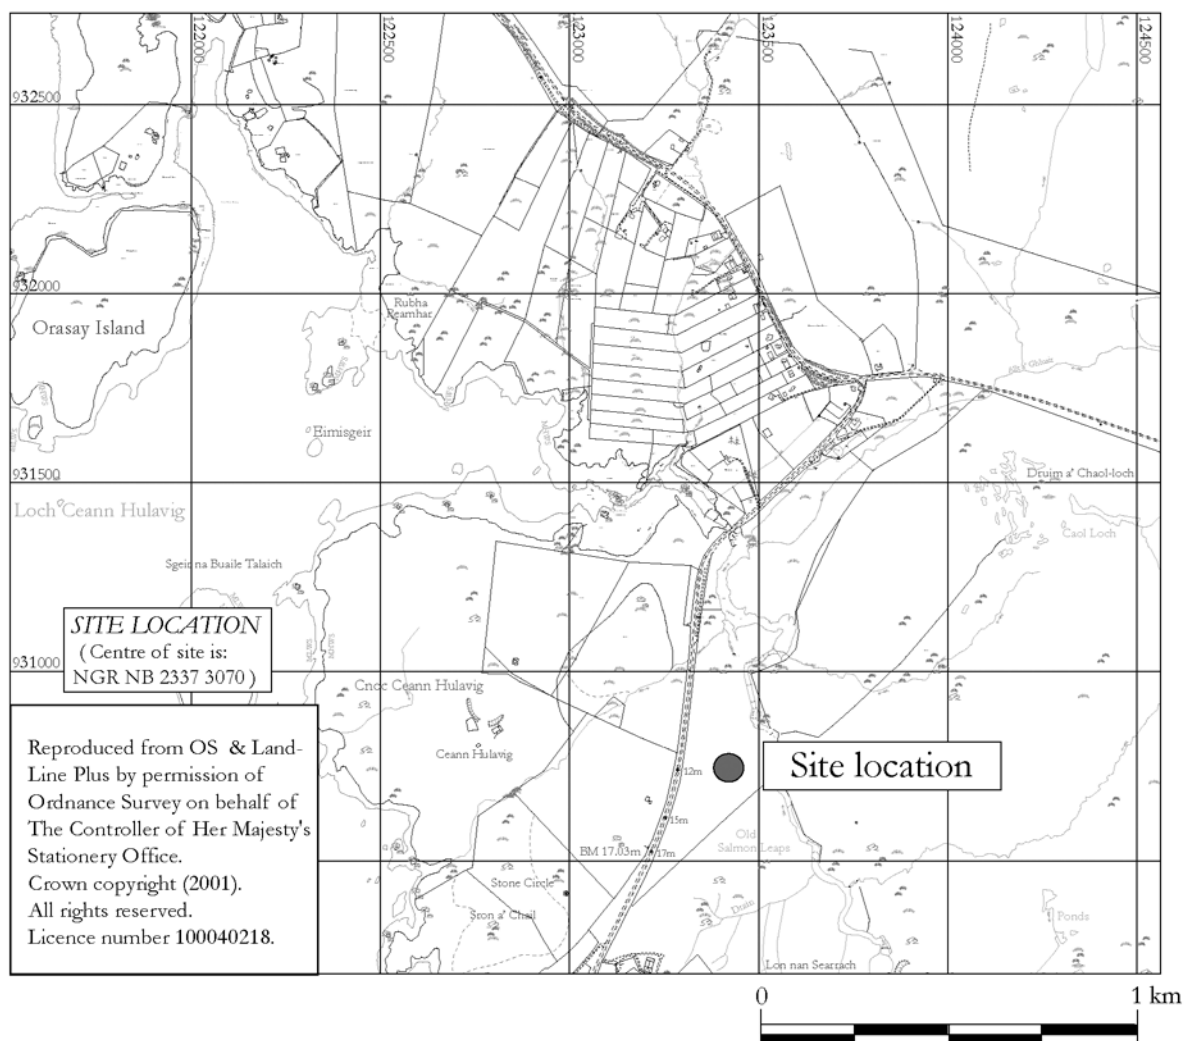 122000
122500
123000
123500
124000
124500
932500
932000
Rubha
Reamhar
Orasay Island
Eimisgeir
931500
Druim a' Chaol-loch
Loch Ceann Hulavig
Caol Loch
Sgeir na Buaile Talaich
SITE LOCATION
(Centre of site is:
NGR NB 2337 3070)
931000
Cnoc Ceann Hulavig
Ceann Hulavig
Site location
12m
15m
Old
Salmon Leaps
BM 17.03m
17m
Stone Circle
Sron a' Chail
Drain
Ponds
Lon nan Searrach
Reproduced from OS & Land-
Line Plus by permission of
Ordnance Survey on behalf of
The Controller of Her Majesty's
Stationery Office.
Crown copyright (2001).
All rights reserved.
Licence number 100040218.
0
1 km